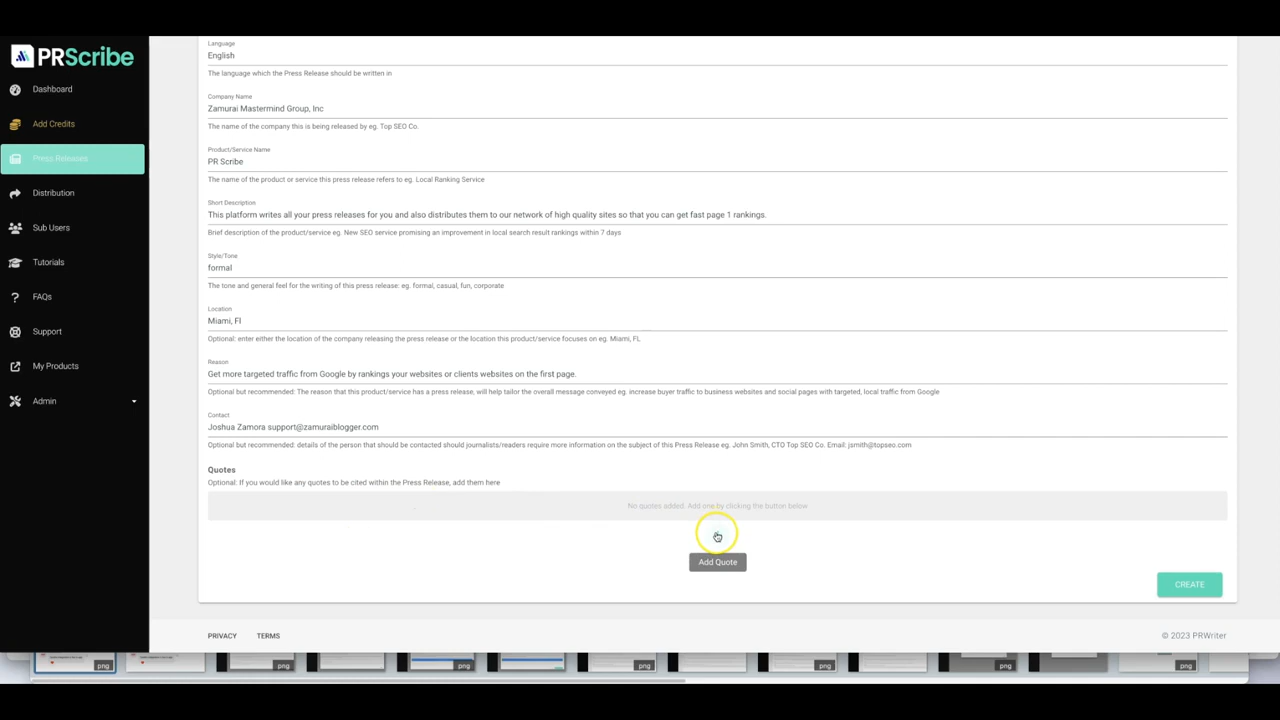 PRScribe
Dashboard
Add Credits
Press Releases
Distribution
Sub Users
Tutorials
FAQs
Support
My Products
Admin
Language
English
The language which the Press Release should be written in
Company Name
Zamurai Mastermind Group, Inc
The name of the company this is being released by eg. Top SEO Co.
Product/Service Name
PR Scribe
The name of the product or service this press release refers to eg. Local Ranking Service
Short Description
This platform writes all your press releases for you and also distributes them to our network of high quality sites so that you can get fast page 1 rankings.
Brief description of the product/service eg. New SEO service promising an improvement in local search result rankings within 7 days
Style/Tone
formal
The tone and general feel for the writing of this press release: eg. formal, casual, fun, corporate
Location
Miami, Fl
Optional: enter either the location of the company releasing the press release or the location this product/service focuses on eg. Miami, FL
Reason
Get more targeted traffic from Google by rankings your websites or clients websites on the first page.
Optional but recommended: The reason that this product/service has a press release, will help tailor the overall message conveyed eg. increase buyer traffic to business websites and social pages with targeted, local traffic from Google
Contact
Joshua Zamora support@zamuraiblogger.com
Optional but recommended: details of the person that should be contacted should journalists/readers require more information on the subject of this Press Release eg. John Smith, CTO Top SEO Co. Email: jsmith@topseo.com
Quotes
Optional: If you would like any quotes to be cited within the Press Release, add them here
No quotes added. Add one by clicking the button below
Add Quote
CREATE
PRIVACY TERMS © 2023 PRWriter
png png png png png png png